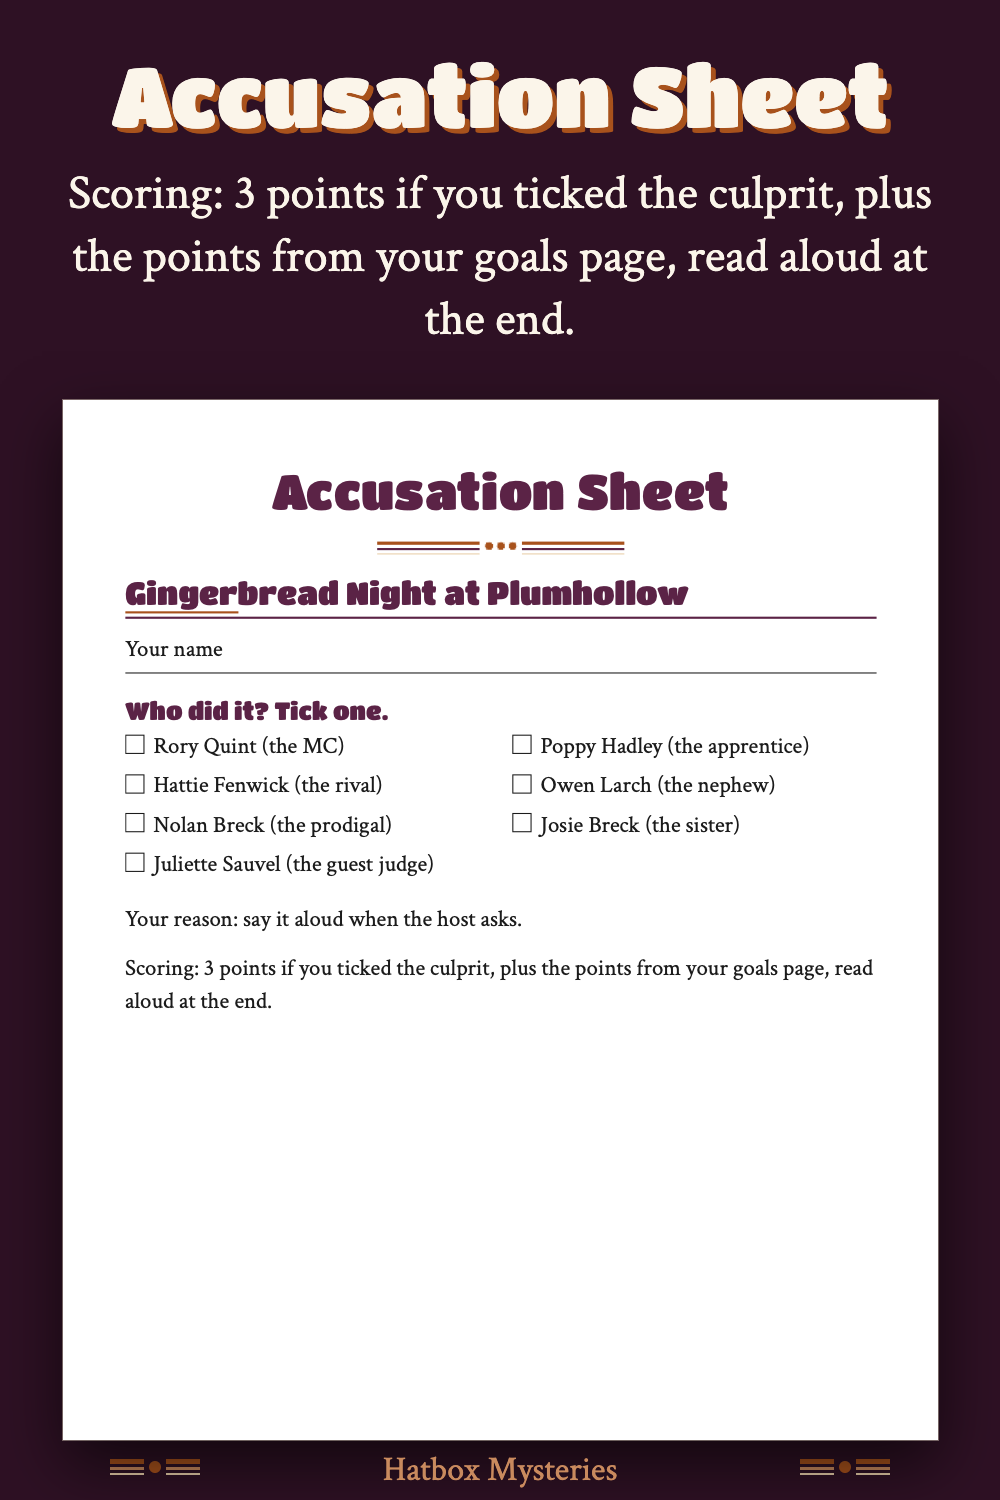 Accusation Sheet
Scoring: 3 points if you ticked the culprit, plus
the points from your goals page, read aloud at
the end.
Accusation Sheet
Gingerbread Night at Plumhollow
Your name
Who did it? Tick one.
Rory Quint (the MC)
Poppy Hadley (the apprentice)
Hattie Fenwick (the rival)
Owen Larch (the nephew)
Nolan Breck (the prodigal)
Josie Breck (the sister)
Juliette Sauvel (the guest judge)
Your reason: say it aloud when the host asks.
Scoring: 3 points if you ticked the culprit, plus the points from your goals page, read
aloud at the end.
Hatbox Mysteries